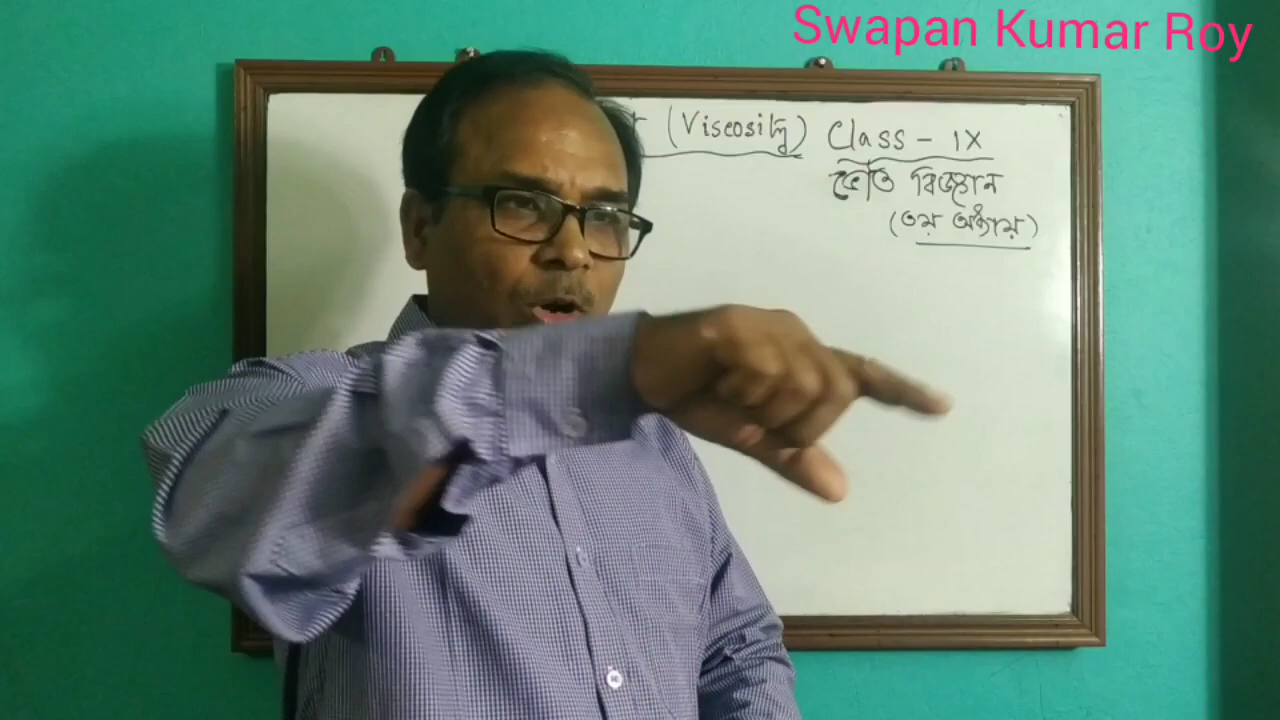 Swapan Kumar Roy
(Viscosity) Class - IX
ভৌত বিজ্ঞান
(৩য় অধ্যায়)